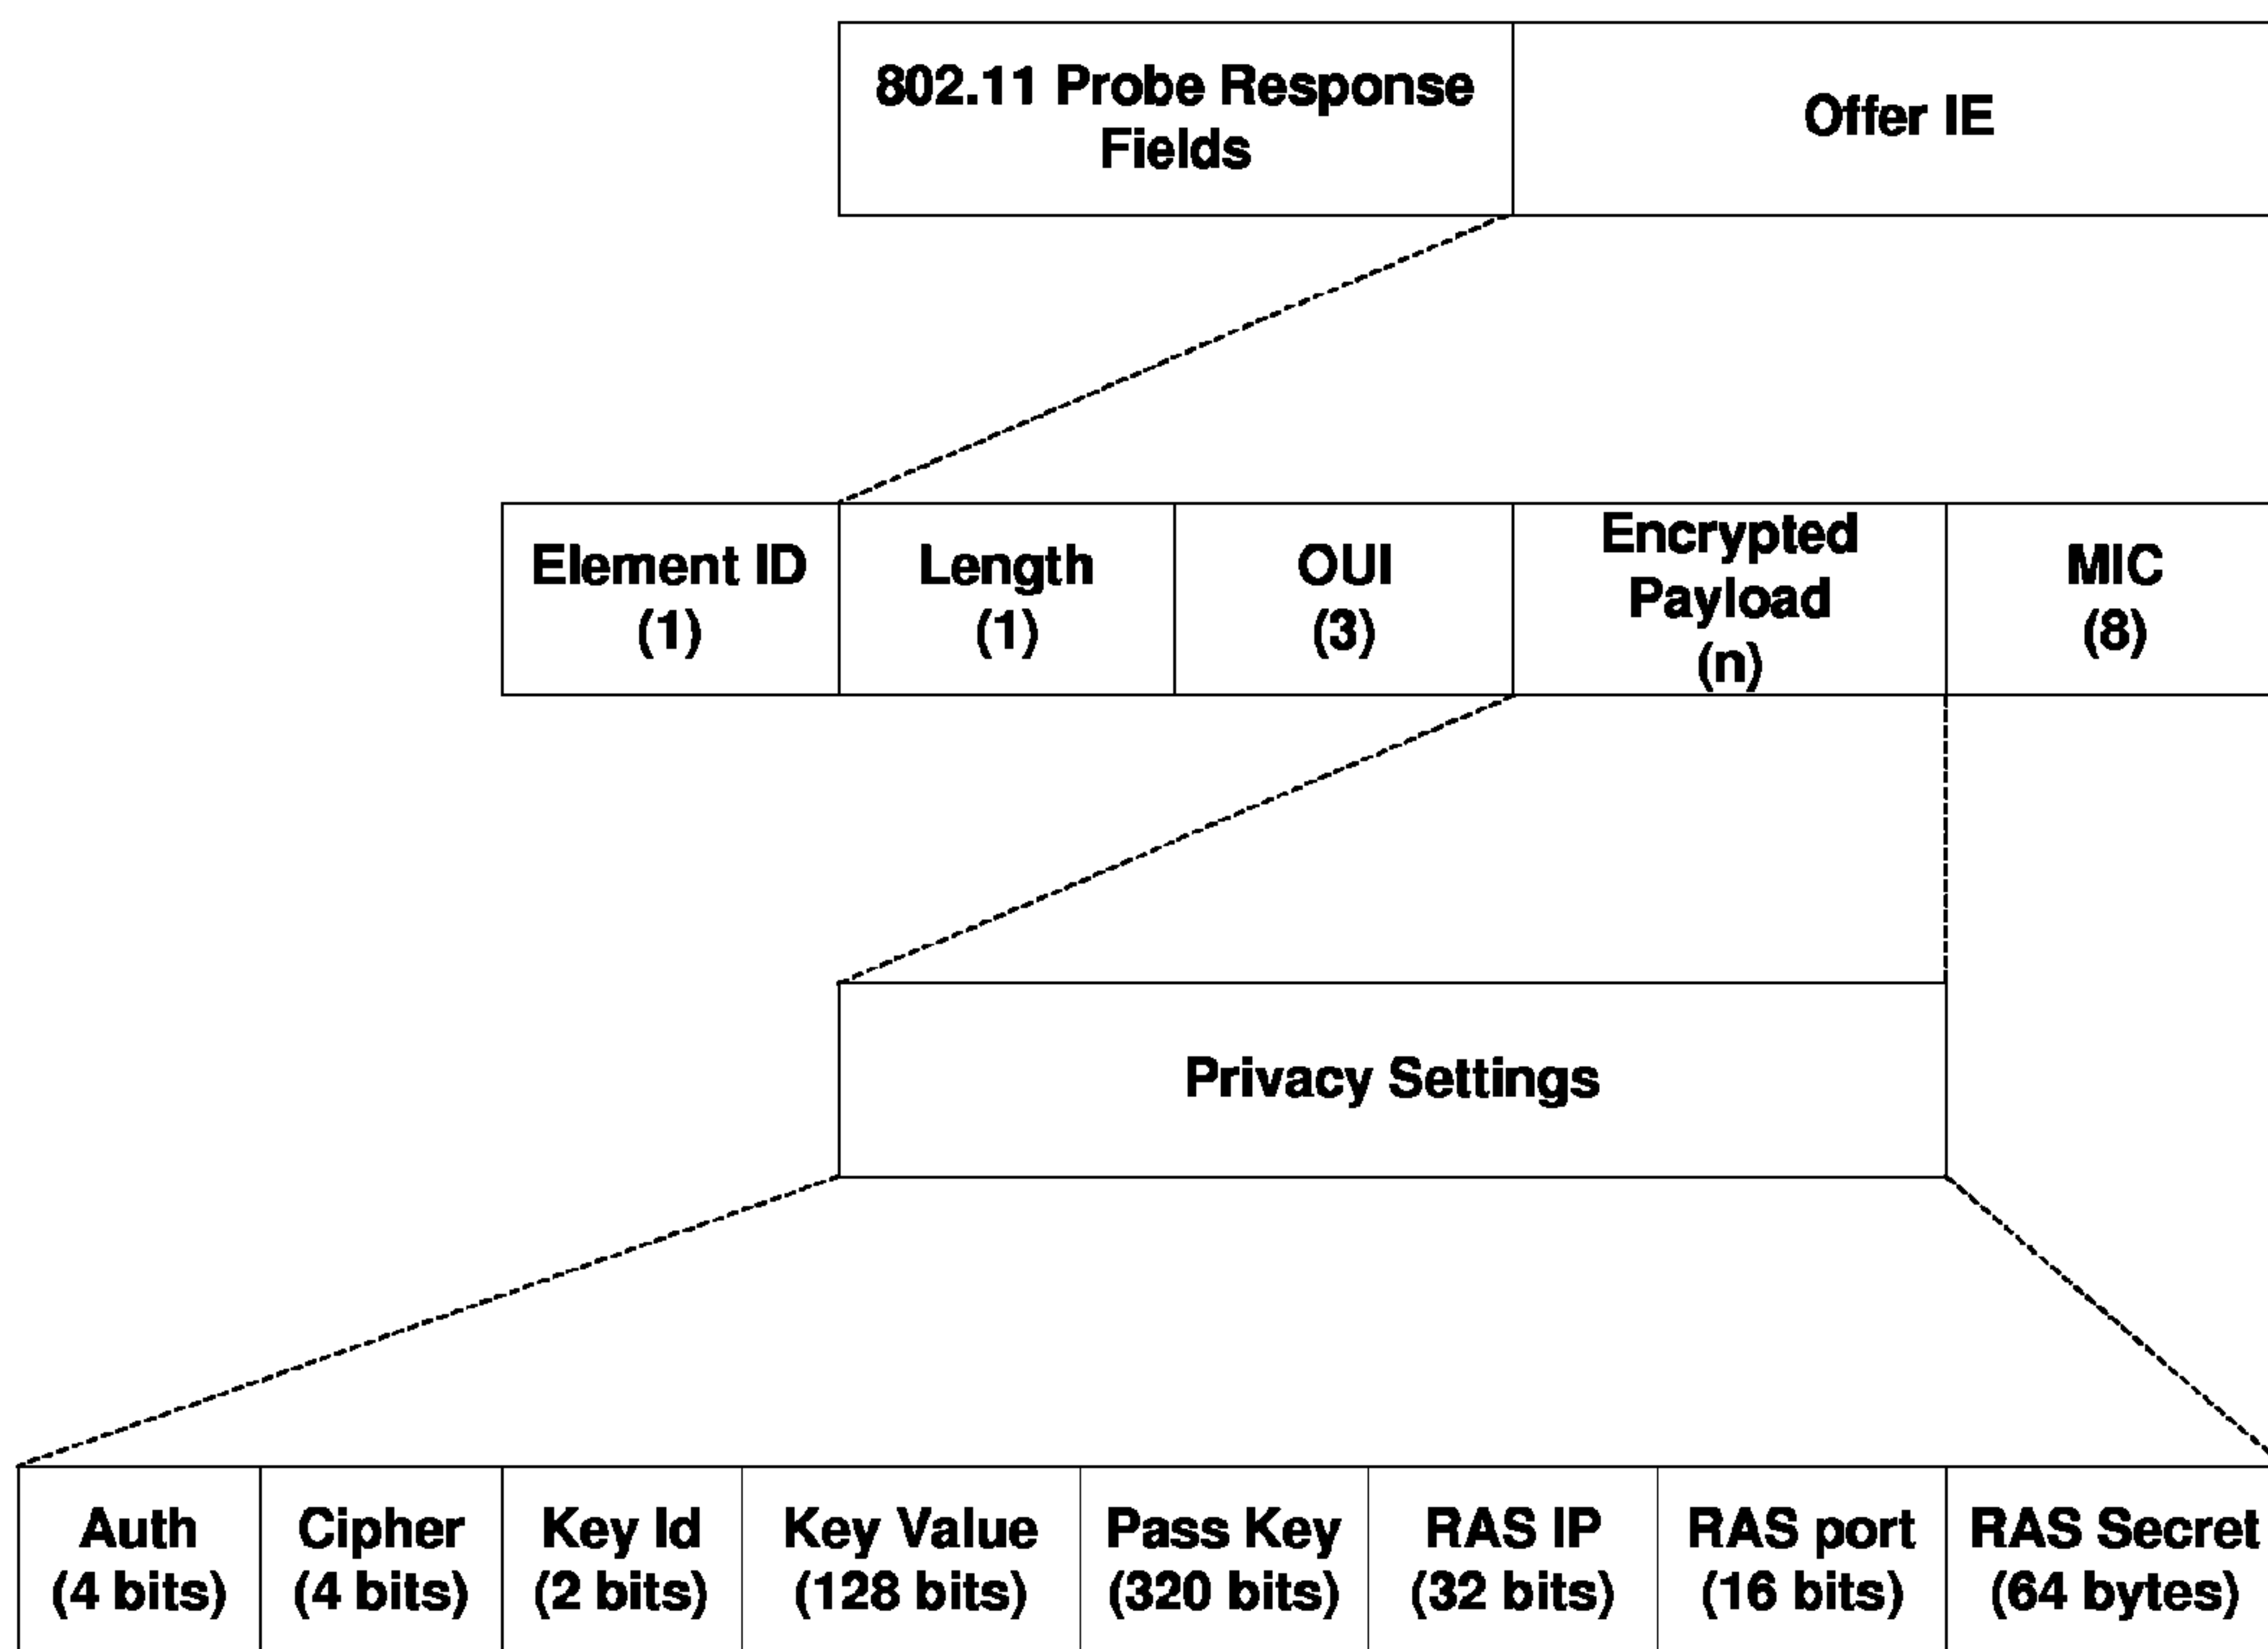 802.11 Probe Response
Fields
Offer IE
Element ID
(1)
Length
(1)
OUI
(3)
Encrypted
Payload
(n)
MIC
(8)
Privacy Settings
Auth
(4 bits)
Cipher
(4 bits)
Key Id
(2 bits)
Key Value
(128 bits)
Pass Key
(320 bits)
RAS IP
(32 bits)
RAS port
(16 bits)
RAS Secret
(64 bytes)